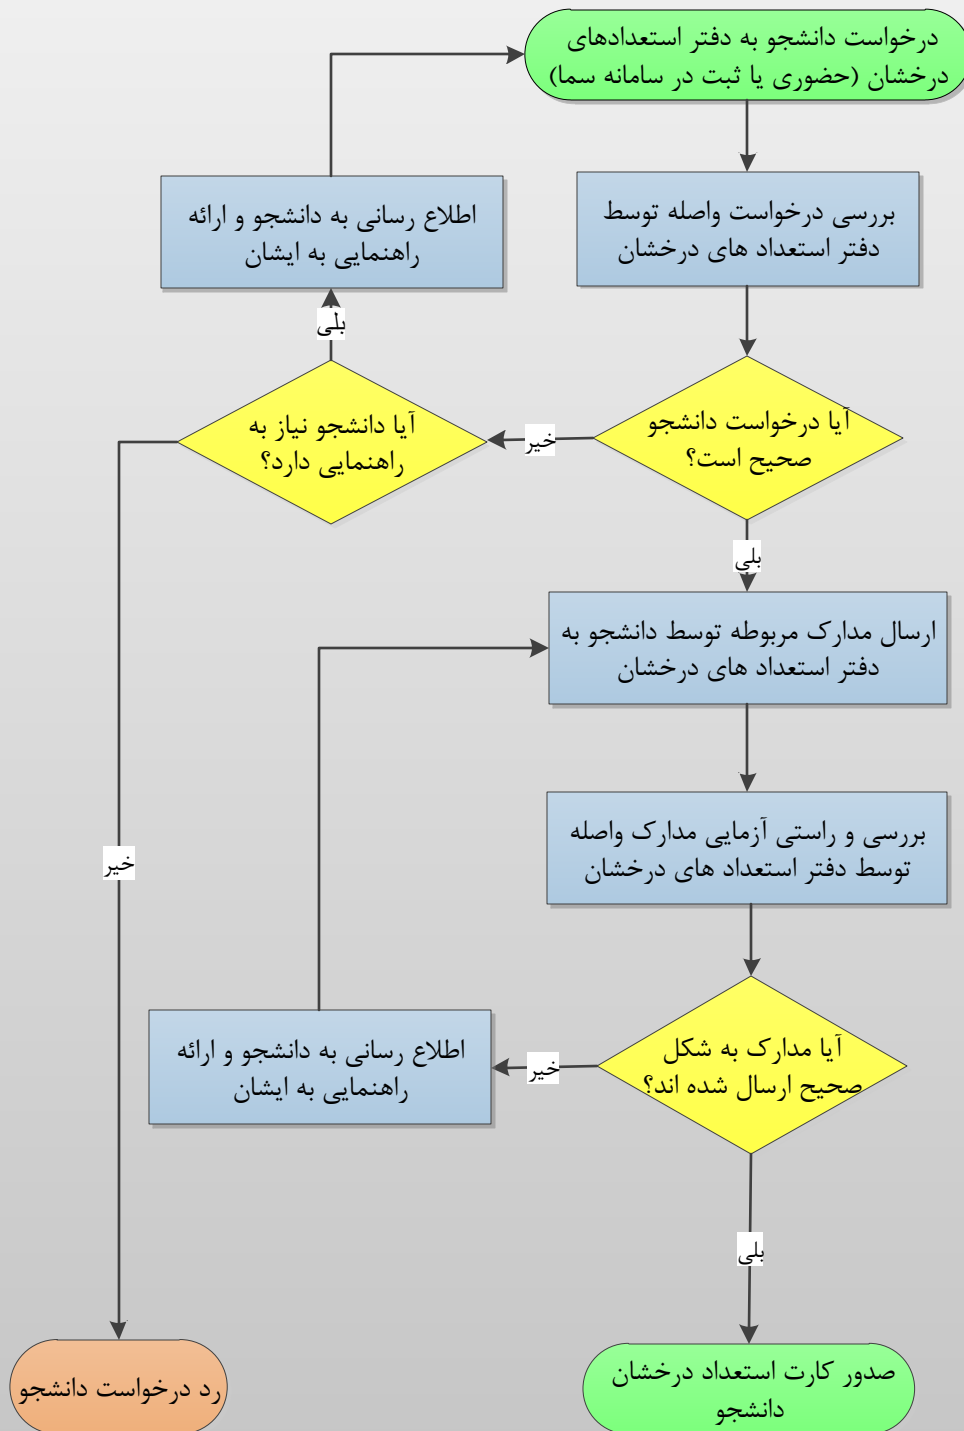 درخواست دانشجو به دفتر استعدادهای
درخشان (حضوری یا ثبت در سامانه سما)
بررسی درخواست واصله توسط
دفتر استعداد های درخشان
اطلاع رسانی به دانشجو و ارائه
راهنمایی به ایشان
بلی
آیا درخواست دانشجو
صحیح است؟
خیر
آیا دانشجو نیاز به
راهنمایی دارد؟
بلی
ارسال مدارک مربوطه توسط دانشجو به
دفتر استعداد های درخشان
بررسی و راستی آزمایی مدارک واصله
توسط دفتر استعداد های درخشان
خیر
آیا مدارک به شکل
صحیح ارسال شده اند؟
خیر
اطلاع رسانی به دانشجو و ارائه
راهنمایی به ایشان
بلی
صدور کارت استعداد درخشان
دانشجو
رد درخواست دانشجو